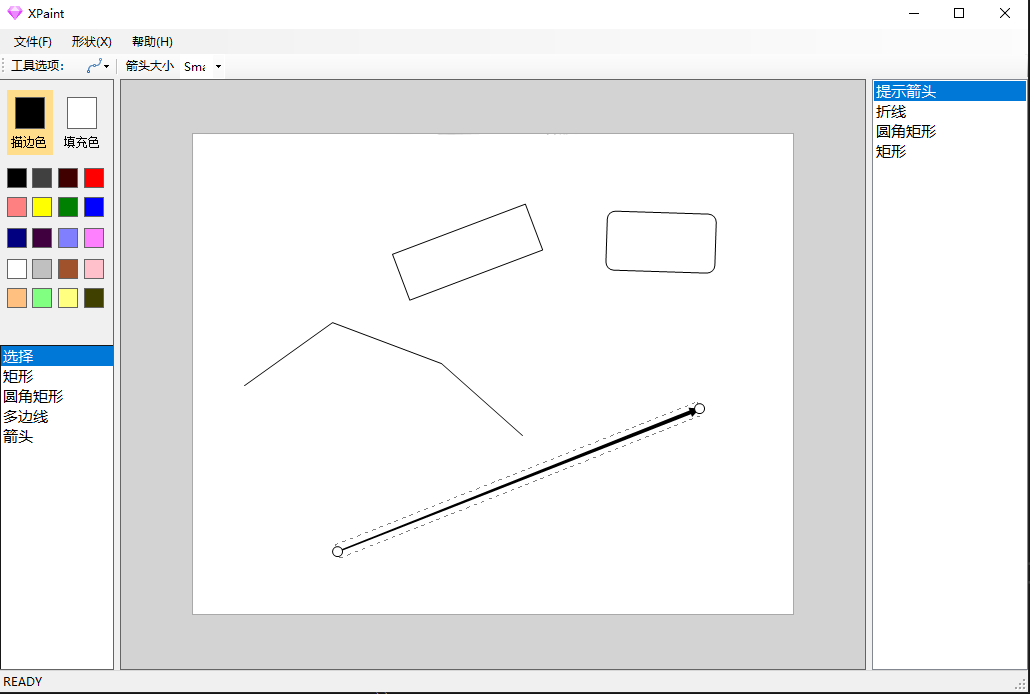 XPaint
文件(F) 形状(X) 帮助(H)
工具选项: 箭头大小 Sma
描边色 填充色
选择
矩形
圆角矩形
多边线
箭头
提示箭头
折线
圆角矩形
矩形
READY